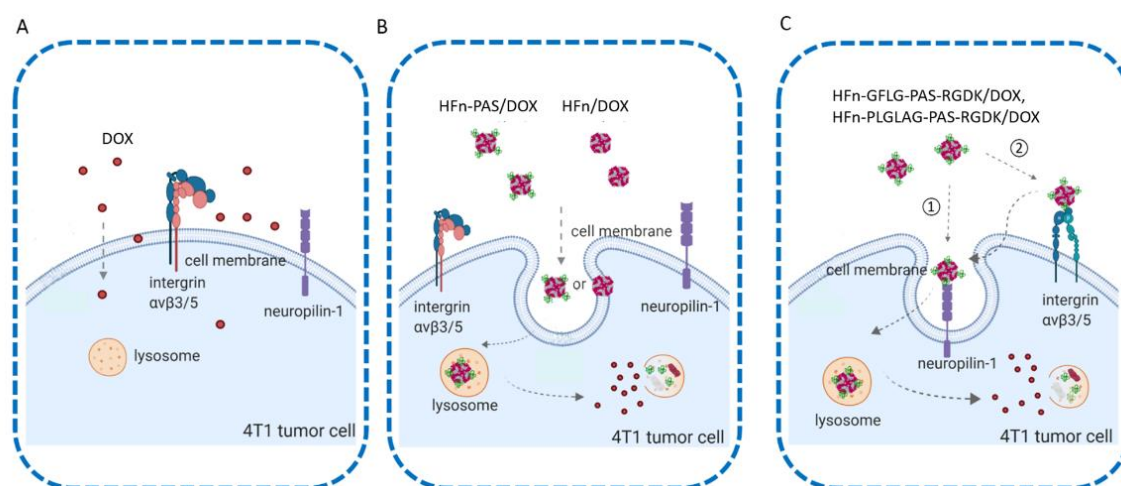 A
DOX
cell membrane
intergrin
αvβ3/5
neuropilin-1
lysosome
4T1 tumor cell
B
HFn-PAS/DOX HFn/DOX
cell membrane
or
intergrin
αvβ3/5
neuropilin-1
lysosome
4T1 tumor cell
C
HFn-GFLG-PAS-RGDK/DOX,
HFn-PLGLAG-PAS-RGDK/DOX
②
①
cell membrane
intergrin
αvβ3/5
neuropilin-1
lysosome
4T1 tumor cell